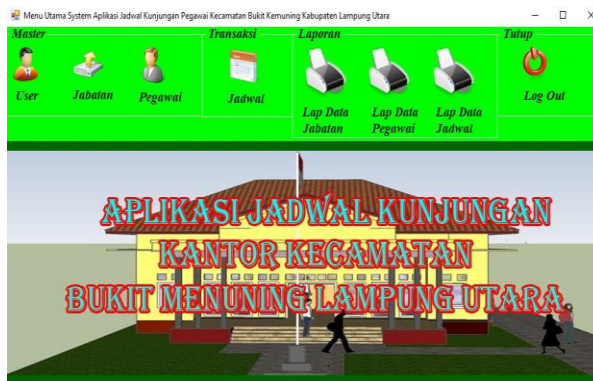 Menu Utama System Aplikasi Jadwal Kunjungan Pegawai Kecamatan Bukit Kemuning Kabupaten Lampung Utara
Master
Transaksi
Laporan
Tutup
User
Jabatan
Pegawai
Jadwal
Lap Data Jabatan
Lap Data Pegawai
Lap Data Jadwal
Log Out
APLIKASI JADWAL KUNJUNGAN
KANTOR KECAMATAN
BUKIT MENUNING LAMPUNG UTARA